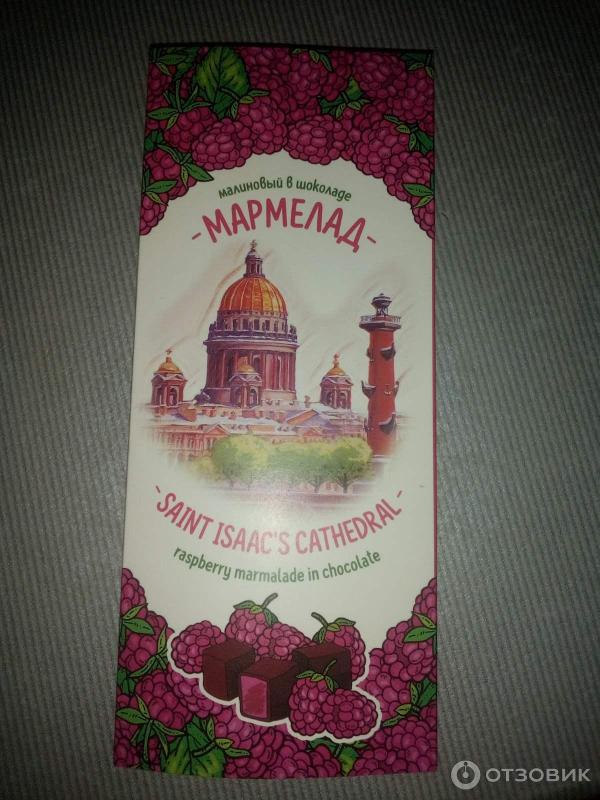 малиновый в шоколаде
-МАРМЕЛАД-
-SAINT ISAAC'S CATHEDRAL-
raspberry marmalade in chocolate
ОТЗОВИК